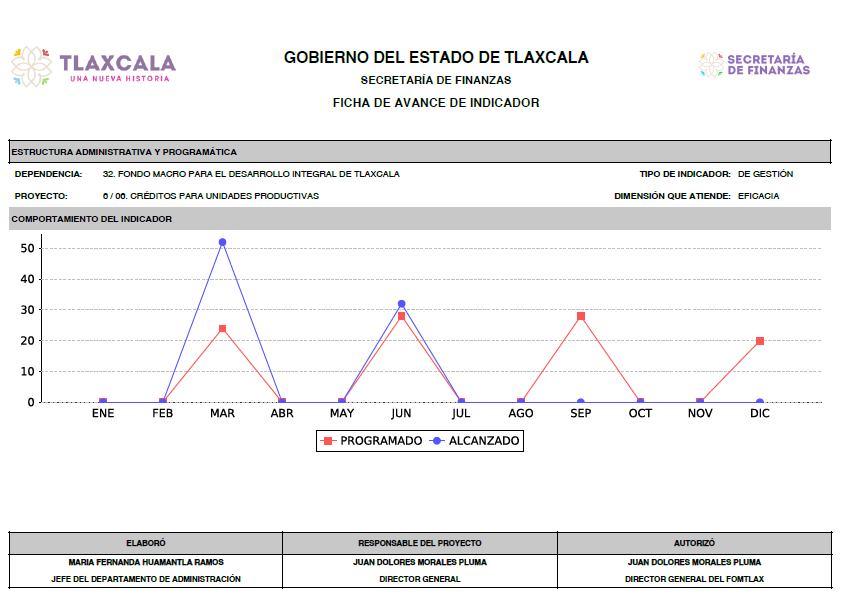 TLAXCALA
UNA NUEVA HISTORIA
GOBIERNO DEL ESTADO DE TLAXCALA
SECRETARÍA DE FINANZAS
FICHA DE AVANCE DE INDICADOR
SECRETARÍA
DE FINANZAS
ESTRUCTURA ADMINISTRATIVA Y PROGRAMÁTICA
DEPENDENCIA: 32. FONDO MACRO PARA EL DESARROLLO INTEGRAL DE TLAXCALA TIPO DE INDICADOR: DE GESTIÓN
PROYECTO: 6 / 06. CRÉDITOS PARA UNIDADES PRODUCTIVAS DIMENSIÓN QUE ATIENDE: EFICACIA
COMPORTAMIENTO DEL INDICADOR
50
40
30
20
10
0
ENE FEB MAR ABR MAY JUN JUL AGO SEP OCT NOV DIC
PROGRAMADO ALCANZADO
ELABORÓ RESPONSABLE DEL PROYECTO AUTORIZÓ
MARIA FERNANDA HUAMANTLA RAMOS JUAN DOLORES MORALES PLUMA JUAN DOLORES MORALES PLUMA
JEFE DEL DEPARTAMENTO DE ADMINISTRACIÓN DIRECTOR GENERAL DIRECTOR GENERAL DEL FOMTLAX